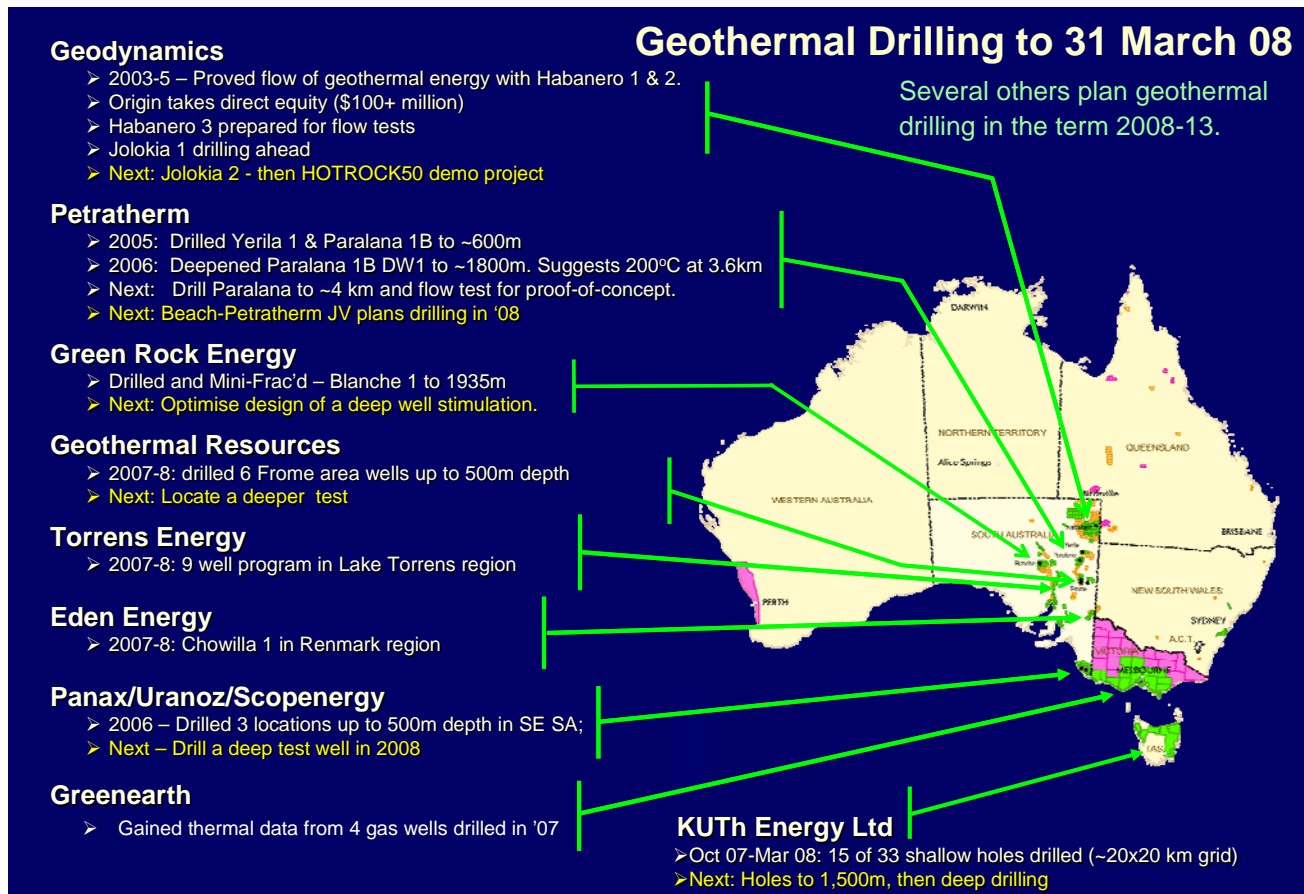 Geothermal Drilling to 31 March 08
Several others plan geothermal
drilling in the term 2008-13.
Geodynamics
➢ 2003-5 – Proved flow of geothermal energy with Habanero 1 & 2.
➢ Origin takes direct equity ($100+ million)
➢ Habanero 3 prepared for flow tests
➢ Jolokia 1 drilling ahead
➢ Next: Jolokia 2 - then HOTROCK50 demo project
Petratherm
➢ 2005: Drilled Yerila 1 & Paralana 1B to ~600m
➢ 2006: Deepened Paralana 1B DW1 to ~1800m. Suggests 200ºC at 3.6km
➢ Next: Drill Paralana to ~4 km and flow test for proof-of-concept.
➢ Next: Beach-Petratherm JV plans drilling in ‘08
Green Rock Energy
➢ Drilled and Mini-Frac’d – Blanche 1 to 1935m
➢ Next: Optimise design of a deep well stimulation.
Geothermal Resources
➢ 2007-8: drilled 6 Frome area wells up to 500m depth
➢ Next: Locate a deeper test
Torrens Energy
➢ 2007-8: 9 well program in Lake Torrens region
Eden Energy
➢ 2007-8: Chowilla 1 in Renmark region
Panax/Uranoz/Scopenergy
➢ 2006 – Drilled 3 locations up to 500m depth in SE SA;
➢ Next – Drill a deep test well in 2008
Greenearth
➢ Gained thermal data from 4 gas wells drilled in ’07
KUTh Energy Ltd
➢Oct 07-Mar 08: 15 of 33 shallow holes drilled (~20x20 km grid)
➢Next: Holes to 1,500m, then deep drilling
DARWIN
NORTHERN TERRITORY
Alice Springs
QUEENSLAND
WESTERN AUSTRALIA
SOUTH AUSTRALIA
BRISBANE
NEW SOUTH WALES
PERTH
SYDNEY
A.C.T.
VICTORIA
MELBOURNE
TAS